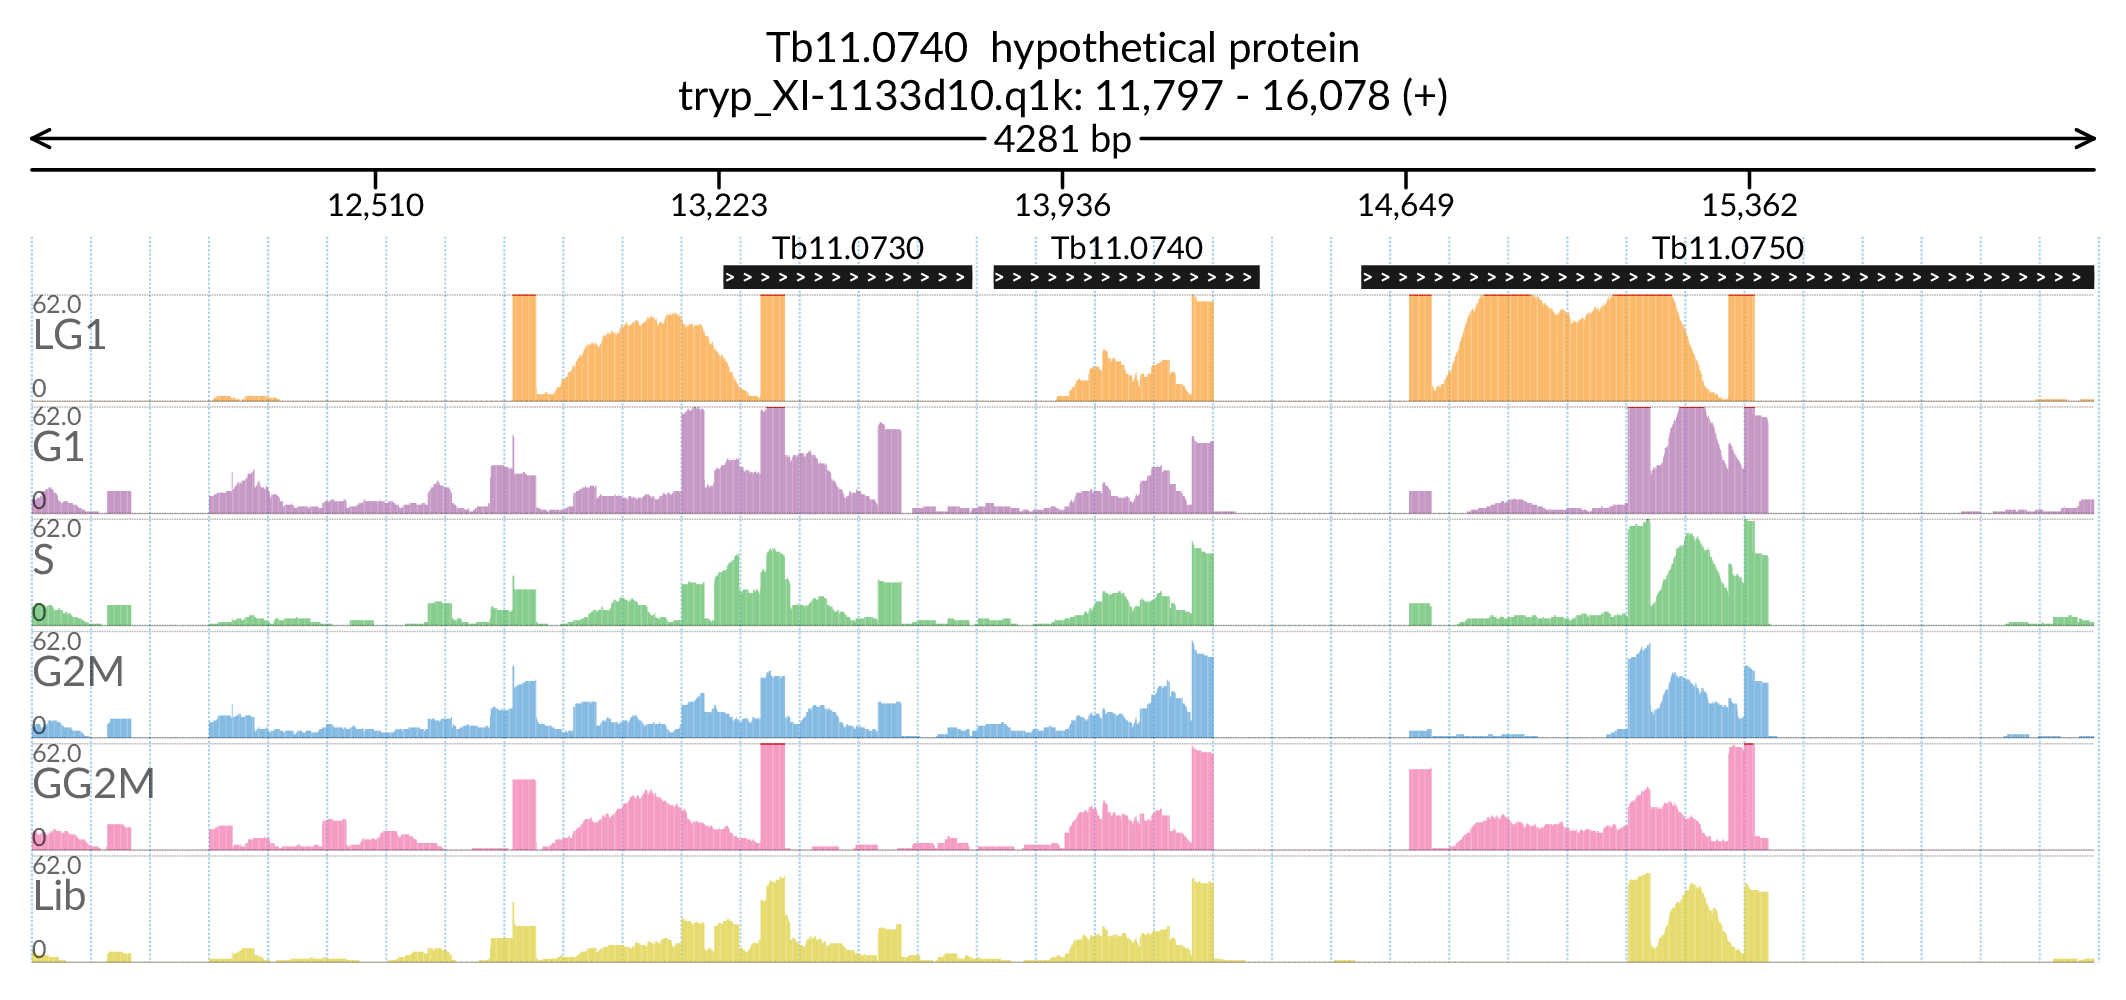 Tb11.0740 hypothetical protein
tryp_XI-1133d10.q1k: 11,797 - 16,078 (+)
4281 bp
12,510 13,223 13,936 14,649 15,362
Tb11.0730 Tb11.0740 Tb11.0750
62.0
LG1
0
62.0
G1
0
62.0
S
0
62.0
G2M
0
62.0
GG2M
0
62.0
Lib
0